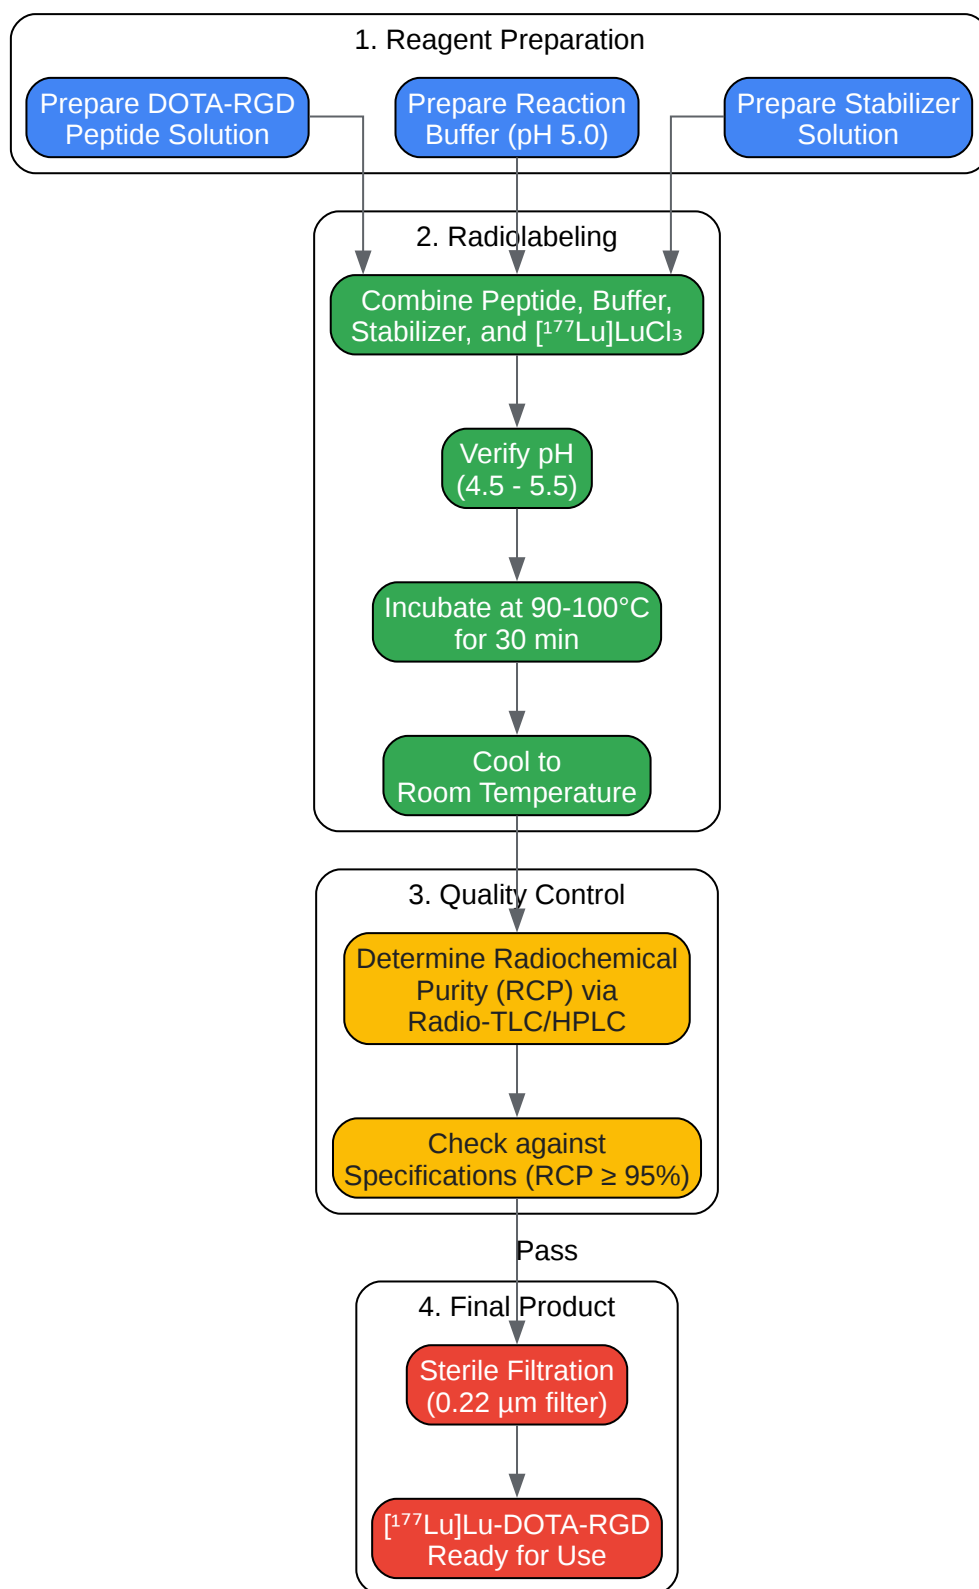 1. Reagent Preparation
Prepare DOTA-RGD
Peptide Solution
Prepare Reaction
Buffer (pH 5.0)
Prepare Stabilizer
Solution
2. Radiolabeling
Combine Peptide, Buffer,
Stabilizer, and [¹⁷⁷Lu]LuCl₃
Verify pH
(4.5 - 5.5)
Incubate at 90-100°C
for 30 min
Cool to
Room Temperature
3. Quality Control
Determine Radiochemical
Purity (RCP) via
Radio-TLC/HPLC
Check against
Specifications (RCP ≥ 95%)
Pass
4. Final Product
Sterile Filtration
(0.22 µm filter)
[¹⁷⁷Lu]Lu-DOTA-RGD
Ready for Use